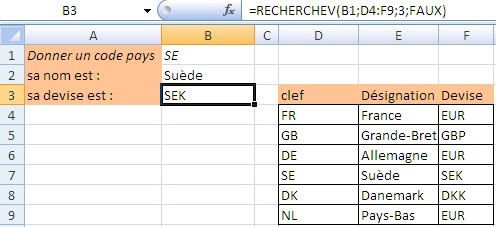 B3 fx =RECHERCHEV(B1;D4:F9;3;FAUX)
A B C D E F
1 Donner un code pays SE
2 sa nom est : Suède
3 sa devise est : SEK clef Désignation Devise
4 FR France EUR
5 GB Grande-Bret GBP
6 DE Allemagne EUR
7 SE Suède SEK
8 DK Danemark DKK
9 NL Pays-Bas EUR